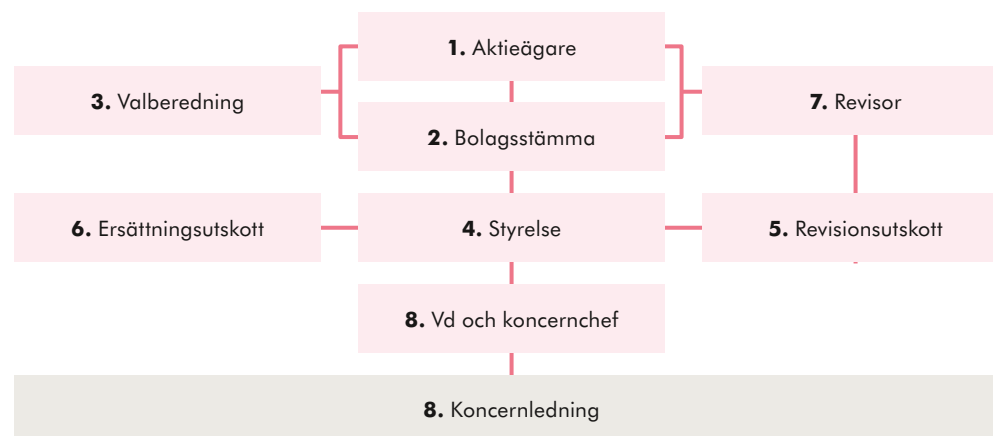 1. Aktieägare
3. Valberedning
7. Revisor
2. Bolagsstämma
6. Ersättningsutskott
4. Styrelse
5. Revisionsutskott
8. Vd och koncernchef
8. Koncernledning